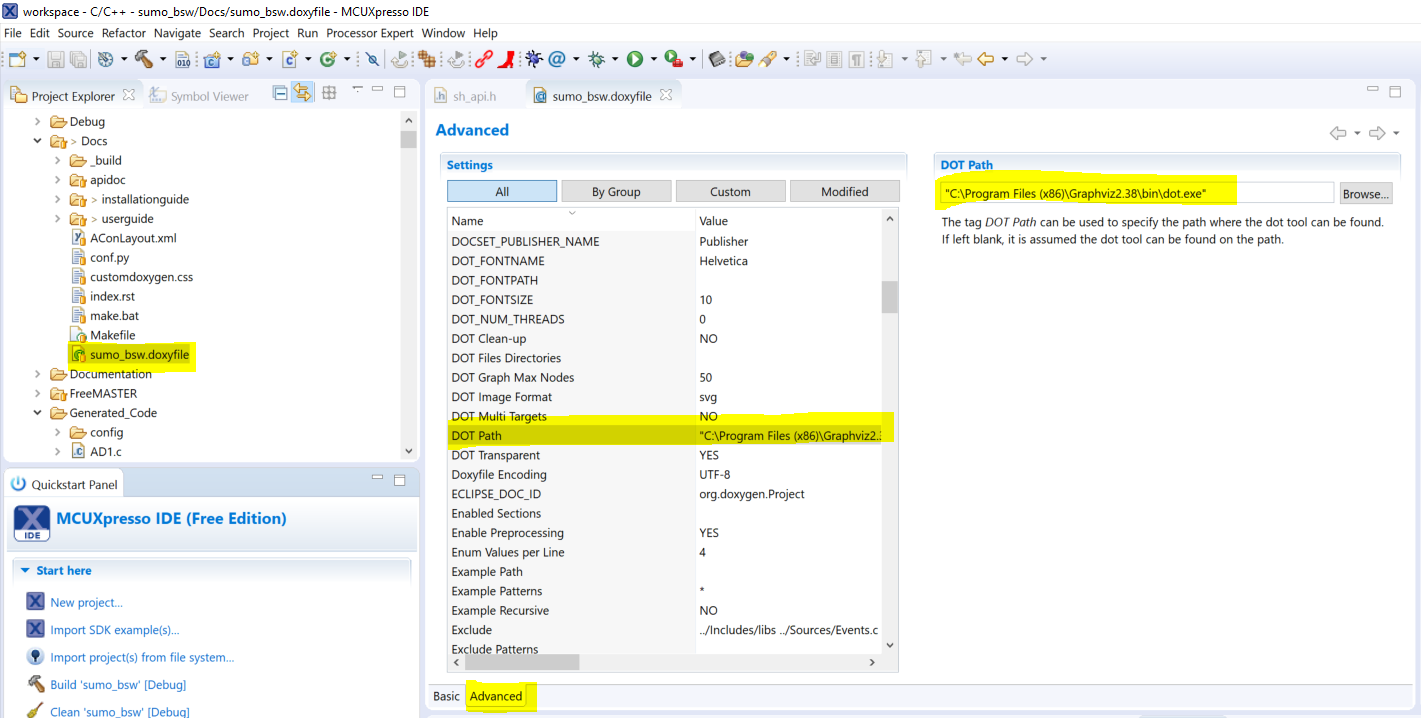 workspace - C/C++ - sumo_bsw/Docs/sumo_bsw.doxyfile - MCUXpresso IDE
File Edit Source Refactor Navigate Search Project Run Processor Expert Window Help
Project Explorer
Symbol Viewer
Debug
> Docs
_build
apidoc
> installationguide
> userguide
AConLayout.xml
conf.py
customdoxygen.css
index.rst
make.bat
Makefile
sumo_bsw.doxyfile
Documentation
FreeMASTER
Generated_Code
config
AD1.c
Quickstart Panel
IDE
MCUXpresso IDE (Free Edition)
Start here
New project...
Import SDK example(s)...
Import project(s) from file system...
Build 'sumo_bsw' [Debug]
Clean 'sumo_bsw' [Debug]
sh_api.h
sumo_bsw.doxyfile
Advanced
Settings
All By Group Custom Modified
Name Value
DOCSET_PUBLISHER_NAME Publisher
DOT_FONTNAME Helvetica
DOT_FONTPATH
DOT_FONTSIZE 10
DOT_NUM_THREADS 0
DOT Clean-up NO
DOT Files Directories
DOT Graph Max Nodes 50
DOT Image Format svg
DOT Multi Targets NO
DOT Path "C:\Program Files (x86)\Graphviz2.3
DOT Transparent YES
Doxyfile Encoding UTF-8
ECLIPSE_DOC_ID org.doxygen.Project
Enabled Sections
Enable Preprocessing YES
Enum Values per Line 4
Example Path
Example Patterns *
Example Recursive NO
Exclude ../Includes/libs ../Sources/Events.c
Exclude Patterns
Basic Advanced
DOT Path
"C:\Program Files (x86)\Graphviz2.38\bin\dot.exe" Browse...
The tag DOT Path can be used to specify the path where the dot tool can be found.
If left blank, it is assumed the dot tool can be found on the path.